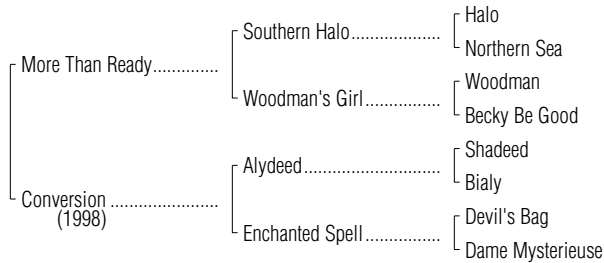 Halo
Southern Halo...................
Northern Sea
More Than Ready..............
Woodman
Woodman's Girl................
Becky Be Good
Shadeed
Alydeed.............................
Bialy
Conversion .......................
(1998)
Devil's Bag
Enchanted Spell................
Dame Mysterieuse